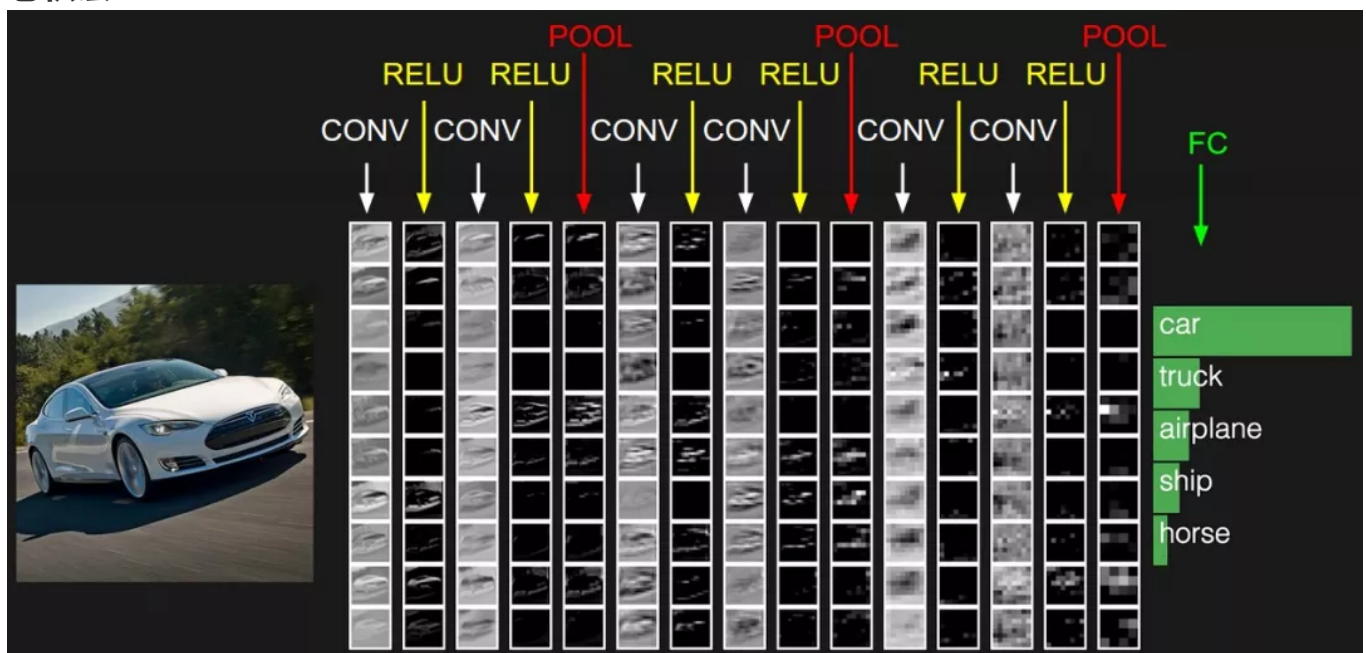 POOL POOL POOL
RELU RELU RELU RELU RELU RELU
CONV CONV CONV CONV CONV CONV
FC
car
truck
airplane
ship
horse